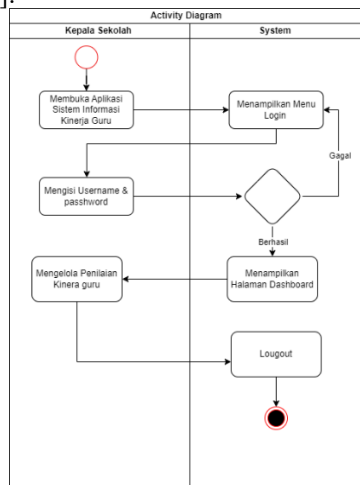 ].
Activity Diagram
Kepala Sekolah
System
Membuka Aplikasi
Sistem Informasi
Kinerja Guru
Menampilkan Menu
Login
Gagal
Mengisi Username &
passhword
Berhasil
Mengelola Penilaian
Kinera guru
Menampilkan
Halaman Dashboard
Lougout